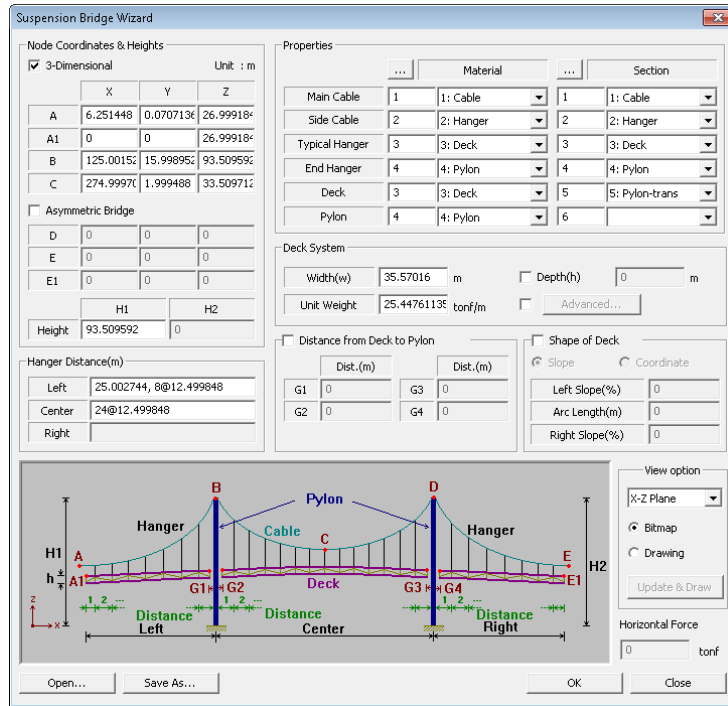 Suspension Bridge Wizard
Node Coordinates & Heights
3-Dimensional Unit : m
X Y Z
A 6.251448 0.0707136 26.999184
A1 0 0 26.999184
B 125.00152 15.998952 93.509592
C 274.99970 1.999488 33.509712
Asymmetric Bridge
D 0 0 0
E 0 0 0
E1 0 0 0
H1 H2
Height 93.509592 0
Hanger Distance(m)
Left 25.002744, 8@12.499848
Center 24@12.499848
Right
Properties
... Material ... Section
Main Cable 1 1: Cable 1 1: Cable
Side Cable 2 2: Hanger 2 2: Hanger
Typical Hanger 3 3: Deck 3 3: Deck
End Hanger 4 4: Pylon 4 4: Pylon
Deck 3 3: Deck 5 5: Pylon-trans
Pylon 4 4: Pylon 6
Deck System
Width(w) 35.57016 m Depth(h) 0 m
Unit Weight 25.44761135 tonf/m Advanced...
Distance from Deck to Pylon
Dist.(m) Dist.(m)
G1 0 G3 0
G2 0 G4 0
Shape of Deck
Slope Coordinate
Left Slope(%) 0
Arc Length(m) 0
Right Slope(%) 0
B D
Pylon
Hanger Cable Hanger
C
H1 A E H2
h A1 G1 G2 Deck G3 G4 E1
1 2 ... 1 2 ... 1 2 ...
Distance Distance Distance
Z X
Left Center Right
View option
X-Z Plane
Bitmap
Drawing
Update & Draw
Horizontal Force
0 tonf
Open... Save As... OK Close